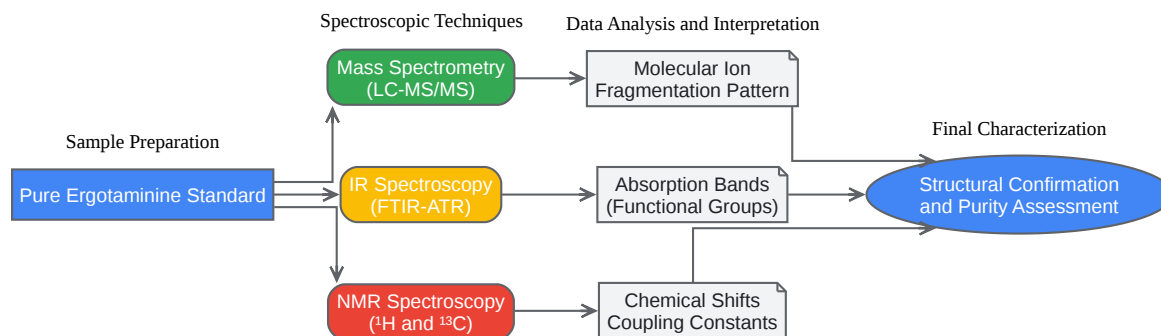 Spectroscopic Techniques
Data Analysis and Interpretation
Mass Spectrometry
(LC-MS/MS)
Molecular Ion
Fragmentation Pattern
Sample Preparation
Final Characterization
Pure Ergotaminine Standard
IR Spectroscopy
(FTIR-ATR)
Absorption Bands
(Functional Groups)
Structural Confirmation
and Purity Assessment
NMR Spectroscopy
(¹H and ¹³C)
Chemical Shifts
Coupling Constants